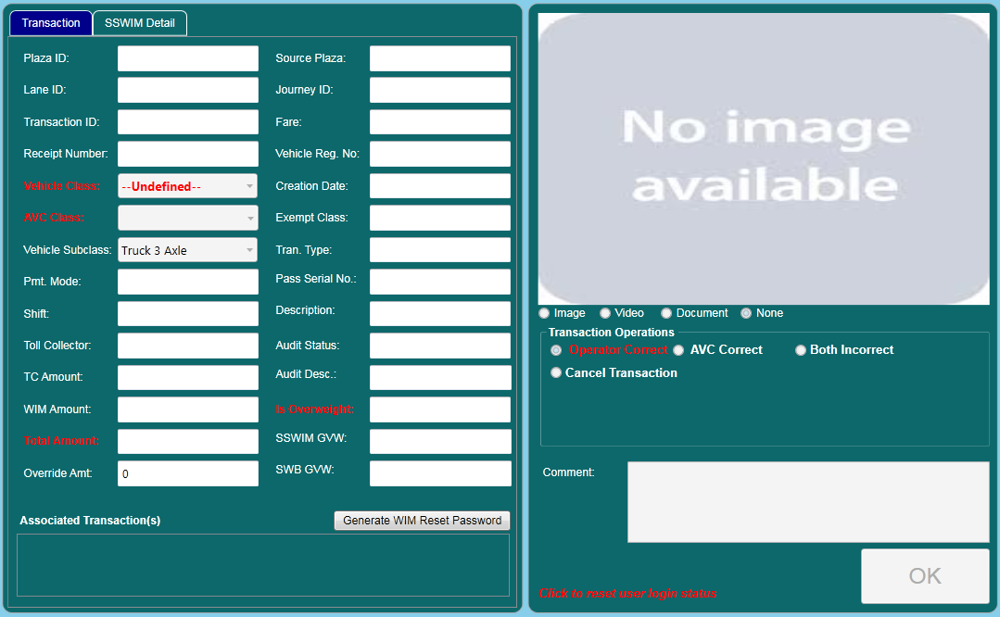 Transaction
SSWIM Detail
Plaza ID:
Source Plaza:
Lane ID:
Journey ID:
Transaction ID:
Fare:
Receipt Number:
Vehicle Reg. No:
Vehicle Class:
--Undefined--
Creation Date:
AVC Class:
Exempt Class:
Vehicle Subclass:
Truck 3 Axle
Tran. Type:
Pmt. Mode:
Pass Serial No.:
Shift:
Description:
Toll Collector:
Audit Status:
TC Amount:
Audit Desc.:
WIM Amount:
Is Overweight:
Total Amount:
SSWIM GVW:
Override Amt:
0
SWB GVW:
Associated Transaction(s)
Generate WIM Reset Password
No image
available
Image
Video
Document
None
Transaction Operations
Operator Correct
AVC Correct
Both Incorrect
Cancel Transaction
Comment:
OK
Click to reset user login status